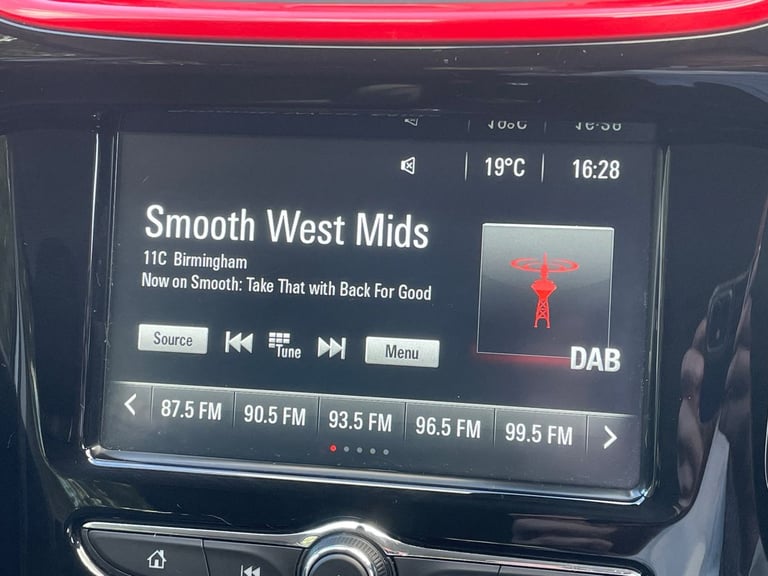 19°C 16:28
Smooth West Mids
11C Birmingham
Now on Smooth: Take That with Back For Good
DAB
Source Tune Menu
87.5 FM 90.5 FM 93.5 FM 96.5 FM 99.5 FM